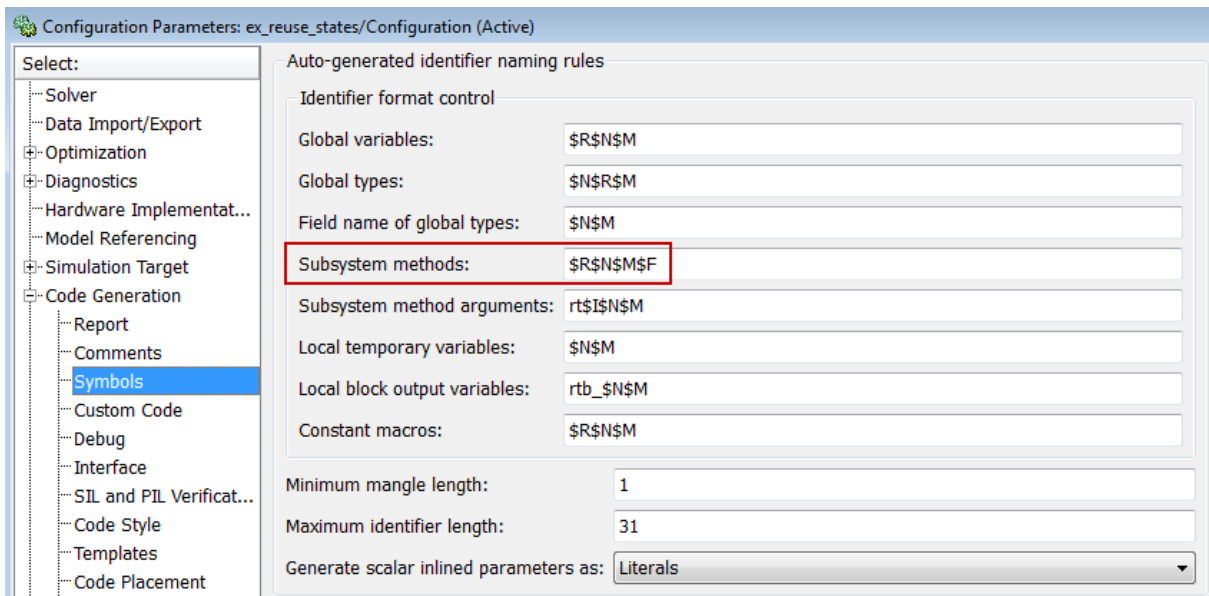 Configuration Parameters: ex_reuse_states/Configuration (Active)
Select:
Solver
Data Import/Export
Optimization
Diagnostics
Hardware Implementat...
Model Referencing
Simulation Target
Code Generation
Report
Comments
Symbols
Custom Code
Debug
Interface
SIL and PIL Verificat...
Code Style
Templates
Code Placement
Auto-generated identifier naming rules
Identifier format control
Global variables: $R$N$M
Global types: $N$R$M
Field name of global types: $N$M
Subsystem methods: $R$N$M$F
Subsystem method arguments: rt$I$N$M
Local temporary variables: $N$M
Local block output variables: rtb_$N$M
Constant macros: $R$N$M
Minimum mangle length: 1
Maximum identifier length: 31
Generate scalar inlined parameters as: Literals